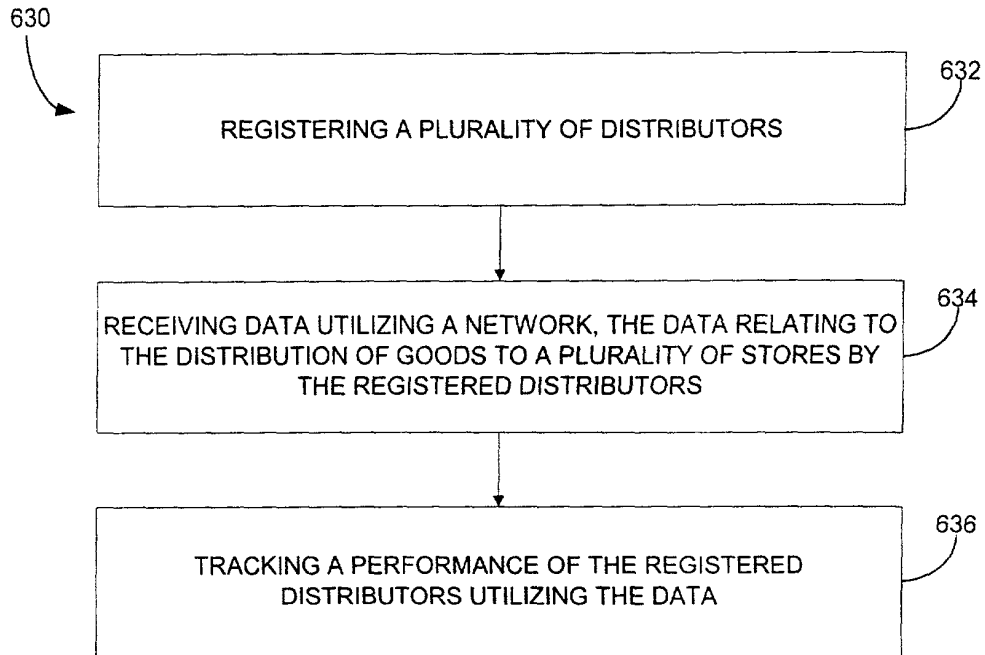 630
632
REGISTERING A PLURALITY OF DISTRIBUTORS
634
RECEIVING DATA UTILIZING A NETWORK, THE DATA RELATING TO
THE DISTRIBUTION OF GOODS TO A PLURALITY OF STORES BY
THE REGISTERED DISTRIBUTORS
636
TRACKING A PERFORMANCE OF THE REGISTERED
DISTRIBUTORS UTILIZING THE DATA